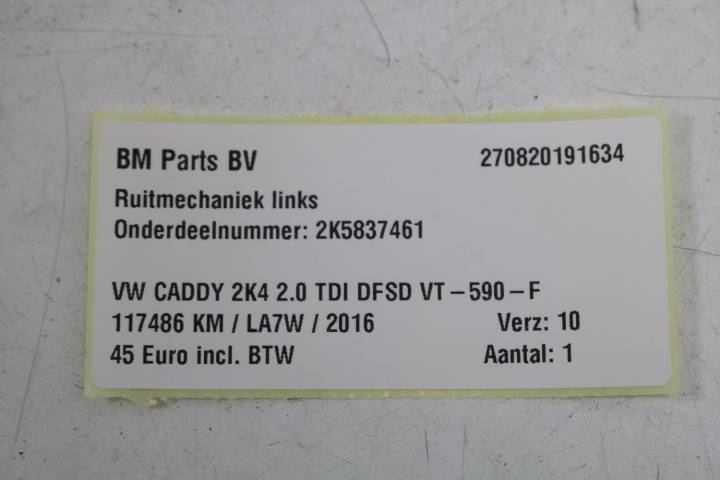 BM Parts BV 270820191634
Ruitmechaniek links
Onderdeelnummer: 2K5837461
VW CADDY 2K4 2.0 TDI DFSD VT-590-F
117486 KM / LA7W / 2016 Verz: 10
45 Euro incl. BTW Aantal: 1